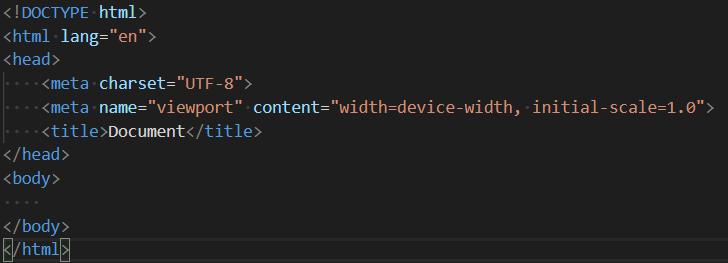 <!DOCTYPE html>
<html lang="en">
<head>
    <meta charset="UTF-8">
    <meta name="viewport" content="width=device-width, initial-scale=1.0">
    <title>Document</title>
</head>
<body>
    
</body>
</html>